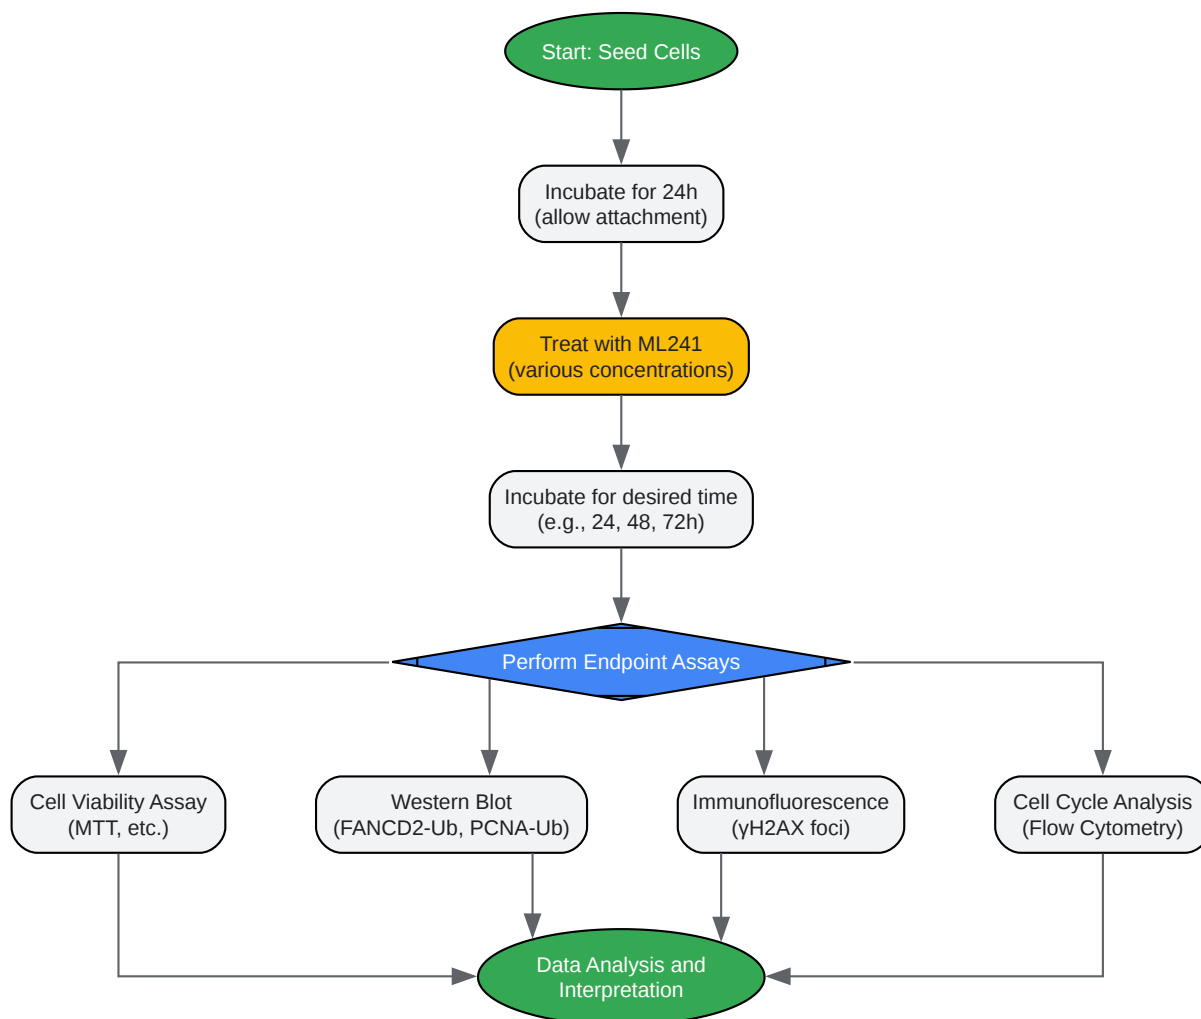 Start: Seed Cells
Incubate for 24h
(allow attachment)
Treat with ML241
(various concentrations)
Incubate for desired time
(e.g., 24, 48, 72h)
Perform Endpoint Assays
Cell Viability Assay
(MTT, etc.)
Western Blot
(FANCD2-Ub, PCNA-Ub)
Immunofluorescence
(γH2AX foci)
Cell Cycle Analysis
(Flow Cytometry)
Data Analysis and
Interpretation